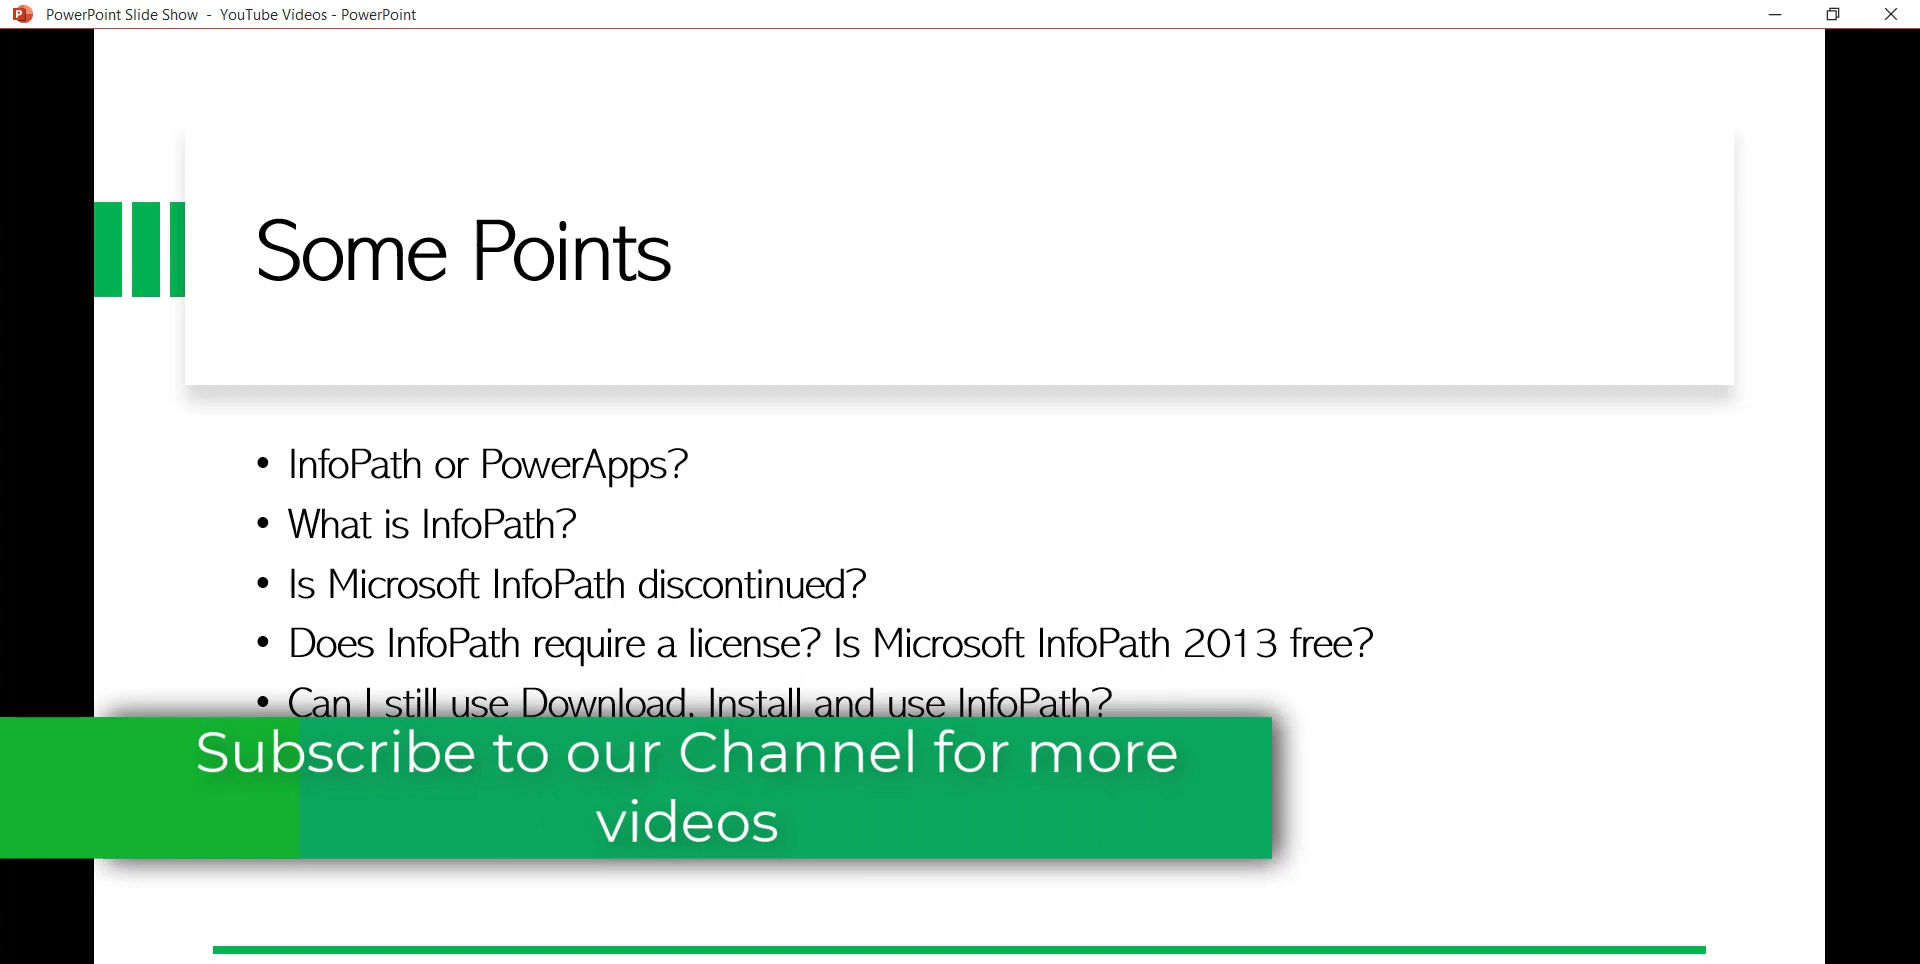 PowerPoint Slide Show - YouTube Videos - PowerPoint
Some Points
• InfoPath or PowerApps?
• What is InfoPath?
• Is Microsoft InfoPath discontinued?
• Does InfoPath require a license? Is Microsoft InfoPath 2013 free?
• Can I still use Download, Install and use InfoPath?
Subscribe to our Channel for more
videos